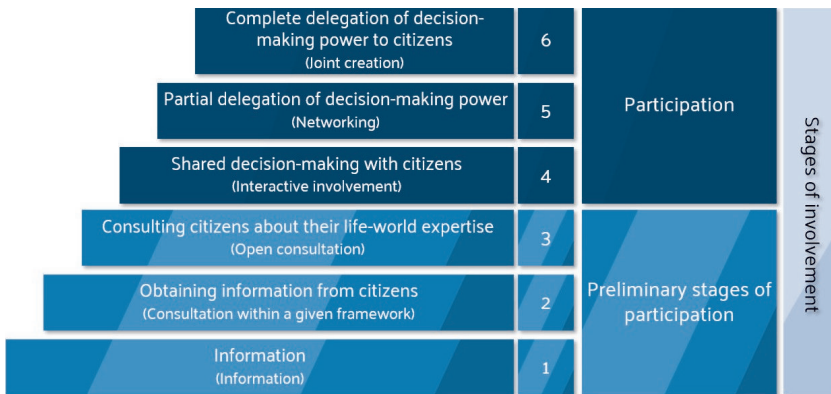 Complete delegation of decision-
making power to citizens
(Joint creation)
6
Partial delegation of decision-making power
(Networking)
5
Participation
Shared decision-making with citizens
(Interactive involvement)
4
Consulting citizens about their life-world expertise
(Open consultation)
3
Obtaining information from citizens
(Consultation within a given framework)
2
Preliminary stages of
participation
Information
(Information)
1
Stages of involvement